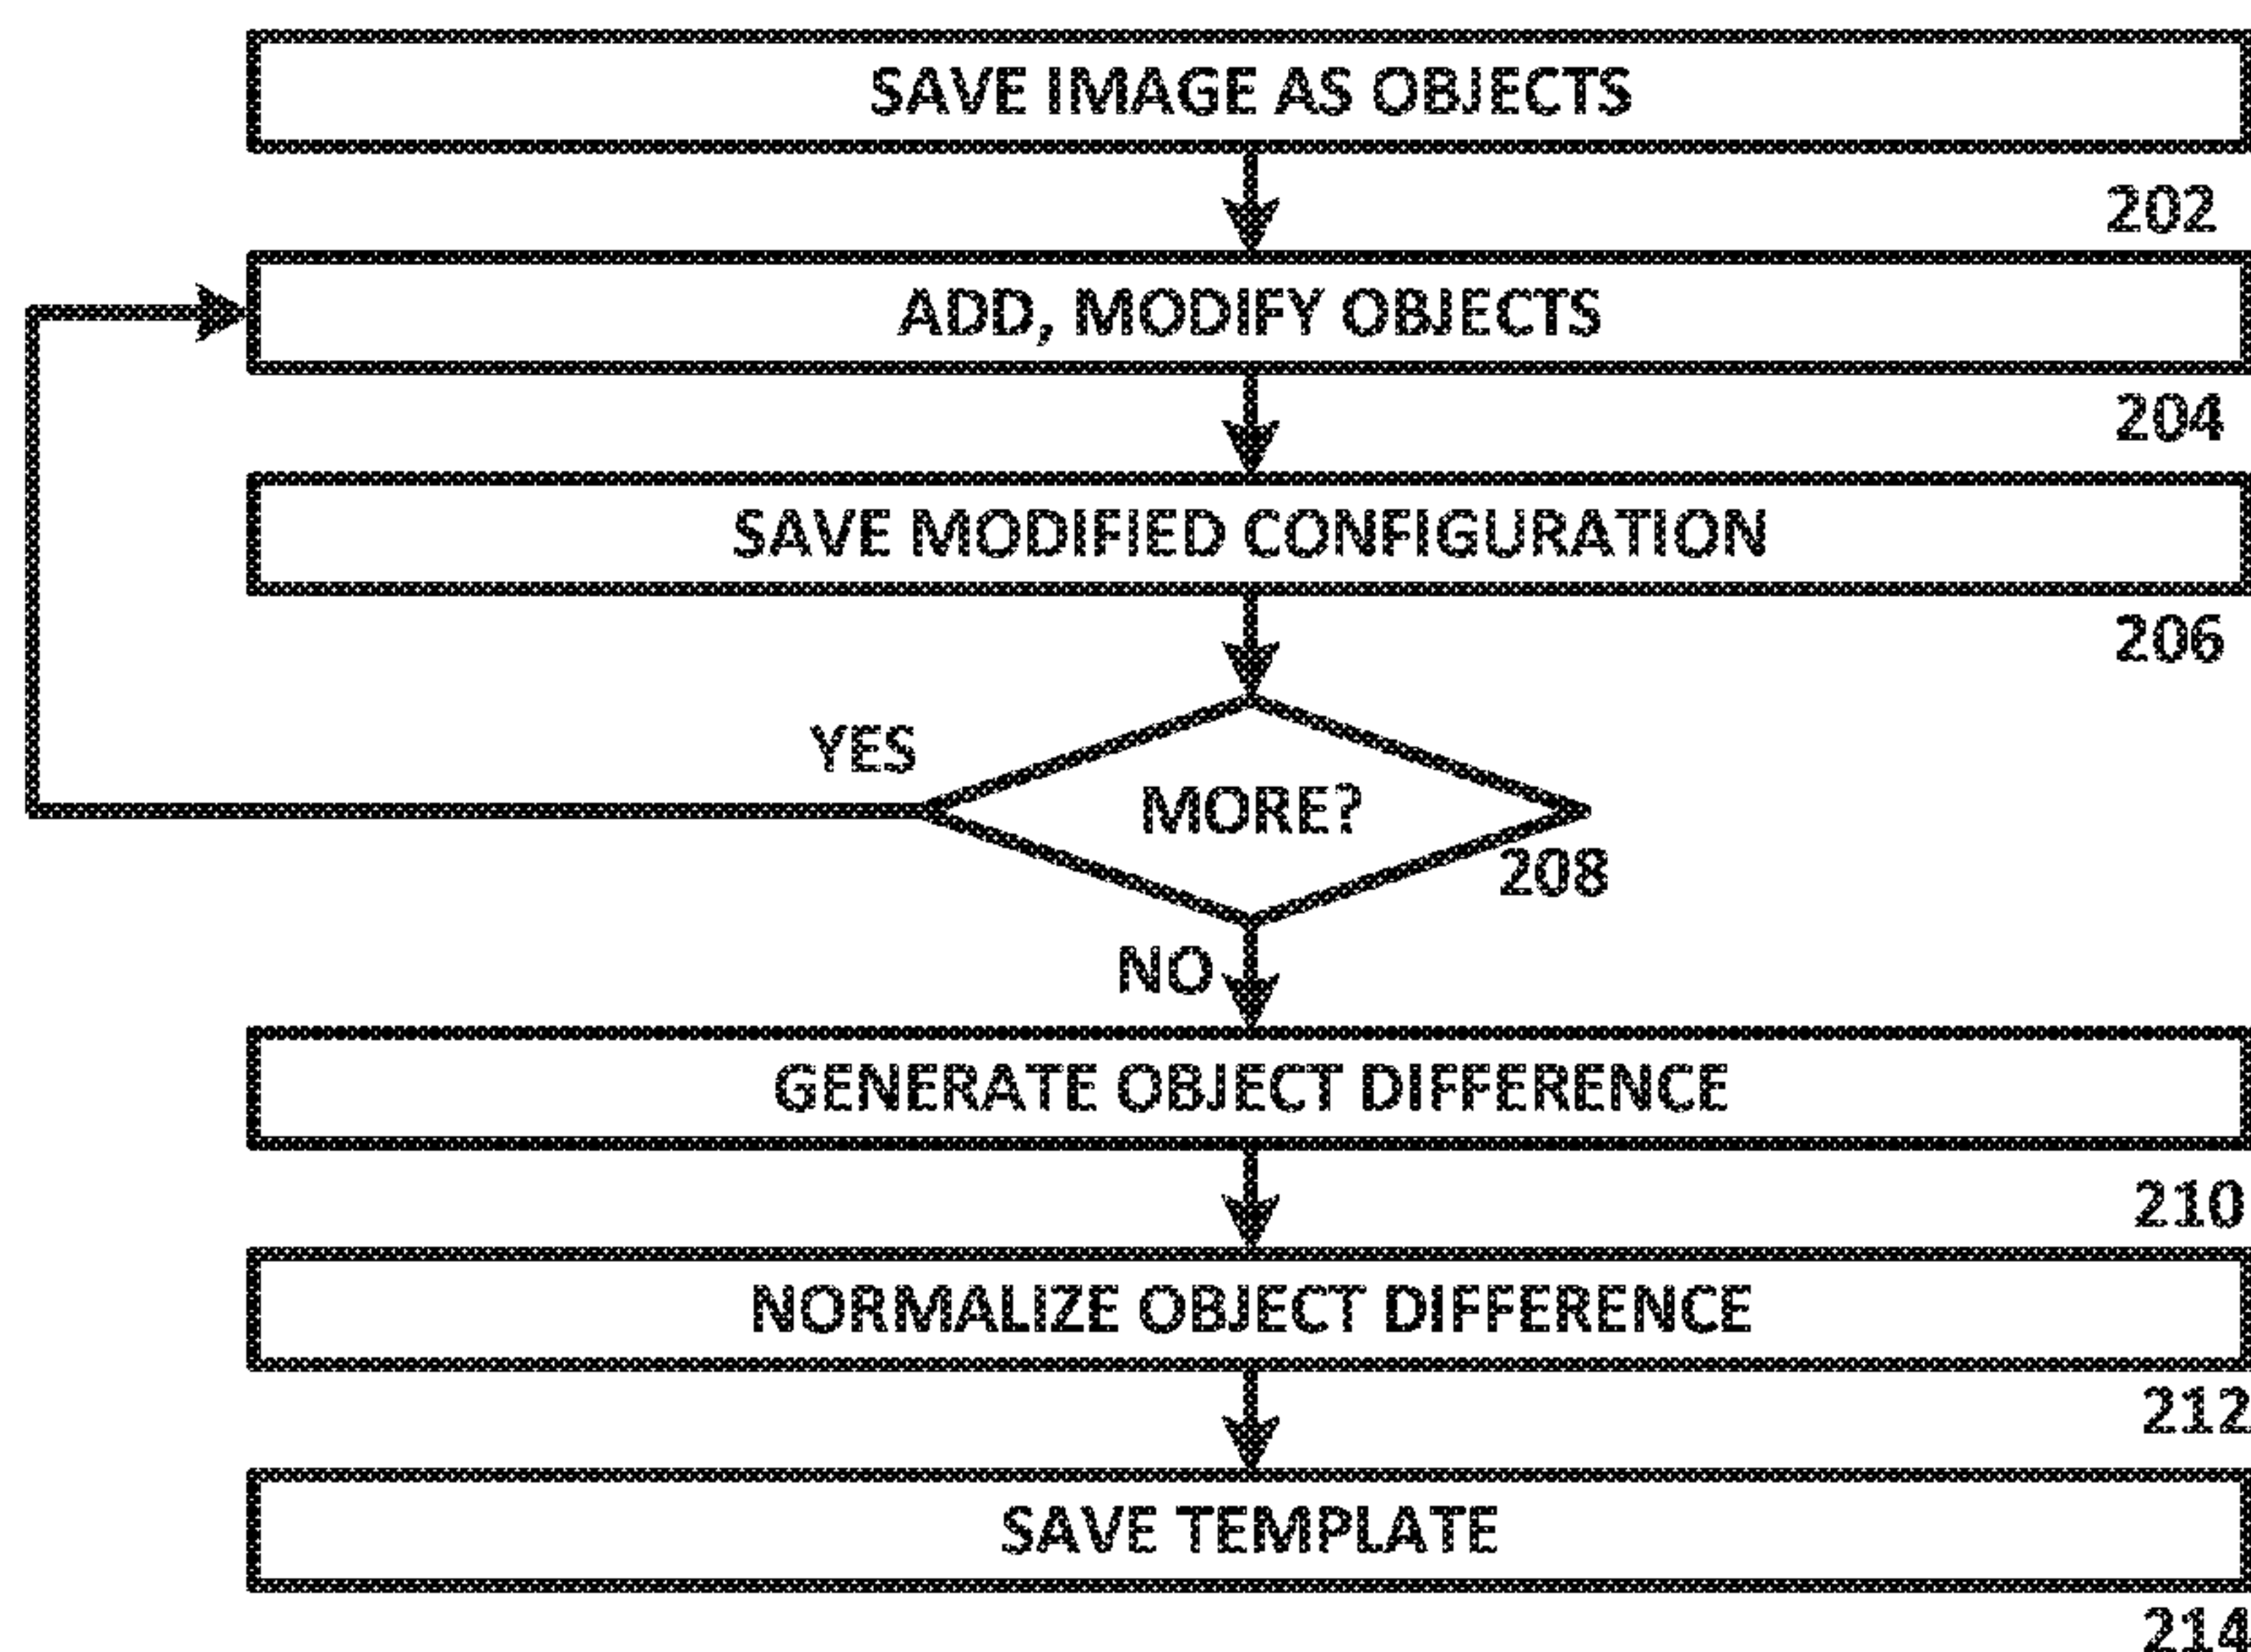 SAVE IMAGE AS OBJECTS
202
ADD, MODIFY OBJECTS
204
SAVE MODIFIED CONFIGURATION
206
YES
MORE?
208
NO
GENERATE OBJECT DIFFERENCE
210
NORMALIZE OBJECT DIFFERENCE
212
SAVE TEMPLATE
214